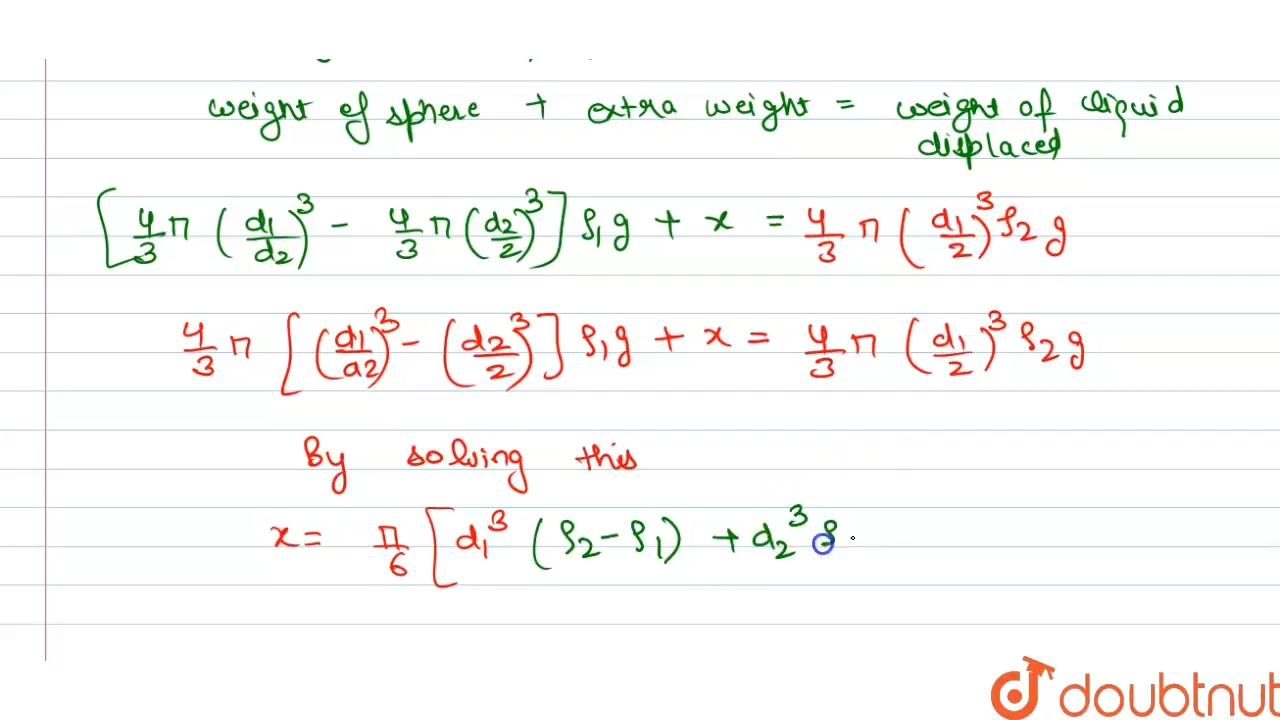 weight of sphere + extra weight = weight of liquid
displaced
[4/3 π (d1/d2)^3 - 4/3 π (d2/2)^3] ρ1 g + x = 4/3 π (d1/2)^3 ρ2 g
4/3 π [(d1/a2)^3 - (d2/2)^3] ρ1 g + x = 4/3 π (d1/2)^3 ρ2 g
By solving this
x = π/6 [d1^3 (ρ2 - ρ1) + d2^3 ρ
doubtnut